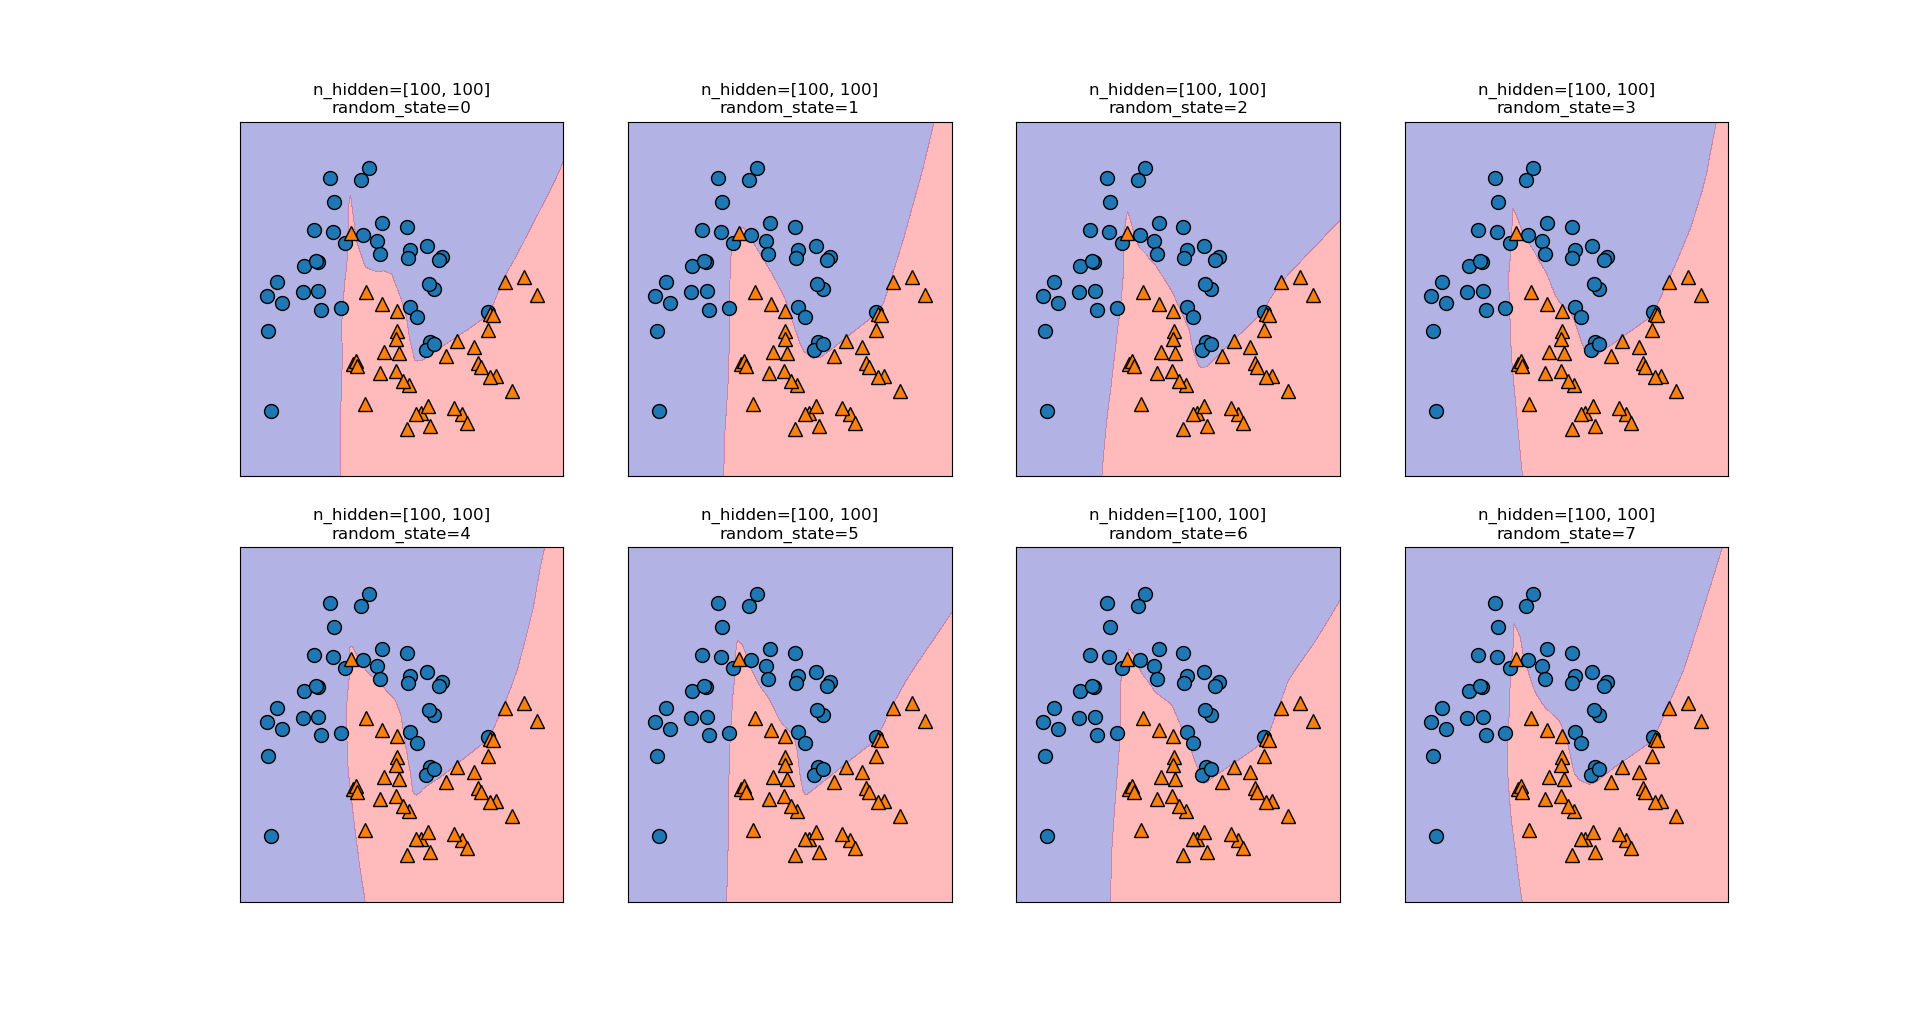 n_hidden=[100, 100]
random_state=0
n_hidden=[100, 100]
random_state=1
n_hidden=[100, 100]
random_state=2
n_hidden=[100, 100]
random_state=3
n_hidden=[100, 100]
random_state=4
n_hidden=[100, 100]
random_state=5
n_hidden=[100, 100]
random_state=6
n_hidden=[100, 100]
random_state=7